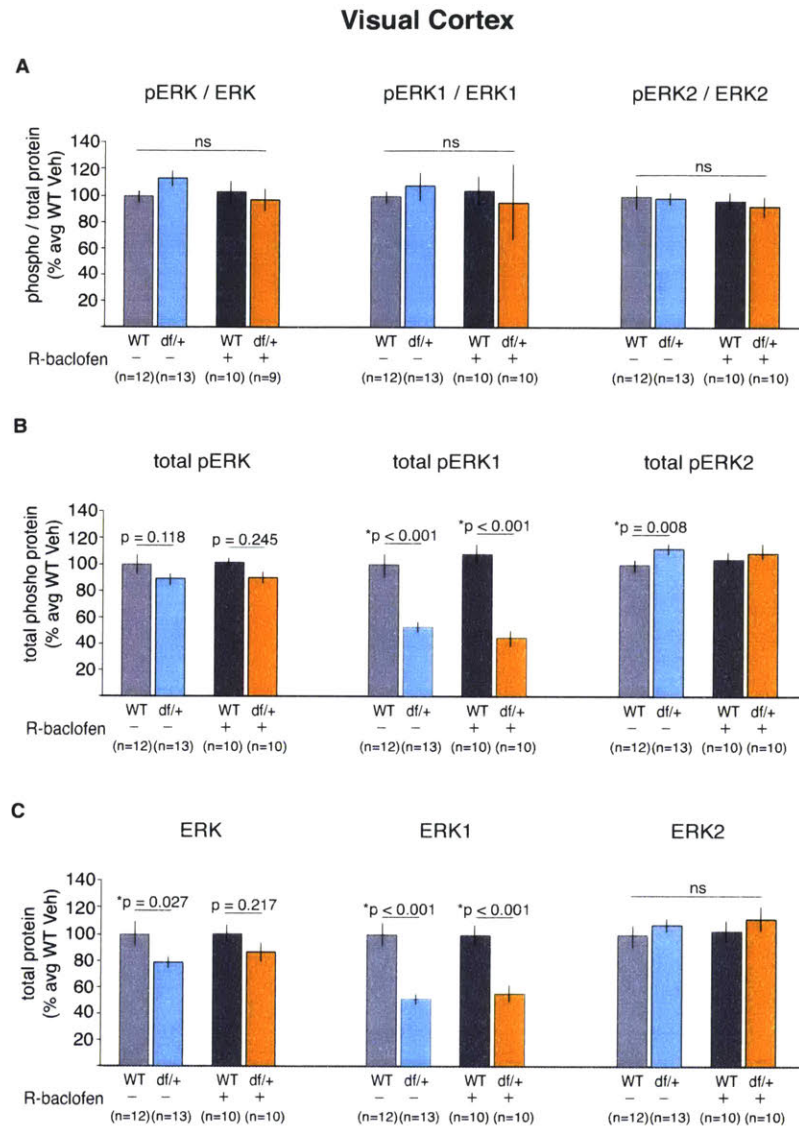 Visual Cortex
A
pERK / ERK
pERK1 / ERK1
pERK2 / ERK2
phospho / total protein
(% avg WT Veh)
140
120
100
80
60
40
20
ns
ns
ns
WT df/+ WT df/+
WT df/+ WT df/+
WT df/+ WT df/+
R-baclofen − − + +
− − + +
− − + +
(n=12)(n=13) (n=10) (n=9)
(n=12)(n=13) (n=10)(n=10)
(n=12)(n=13) (n=10)(n=10)
B
total pERK
total pERK1
total pERK2
total phosho protein
(% avg WT Veh)
140
120
100
80
60
40
20
p = 0.118
p = 0.245
*p < 0.001
*p < 0.001
*p = 0.008
WT df/+ WT df/+
WT df/+ WT df/+
WT df/+ WT df/+
R-baclofen − − + +
− − + +
− − + +
(n=12)(n=13) (n=10)(n=10)
(n=12)(n=13) (n=10)(n=10)
(n=12)(n=13) (n=10)(n=10)
C
ERK
ERK1
ERK2
total protein
(% avg WT Veh)
140
120
100
80
60
40
20
*p = 0.027
p = 0.217
*p < 0.001
*p < 0.001
ns
WT df/+ WT df/+
WT df/+ WT df/+
WT df/+ WT df/+
R-baclofen − − + +
− − + +
− − + +
(n=12)(n=13) (n=10)(n=10)
(n=12)(n=13) (n=10)(n=10)
(n=12)(n=13) (n=10)(n=10)